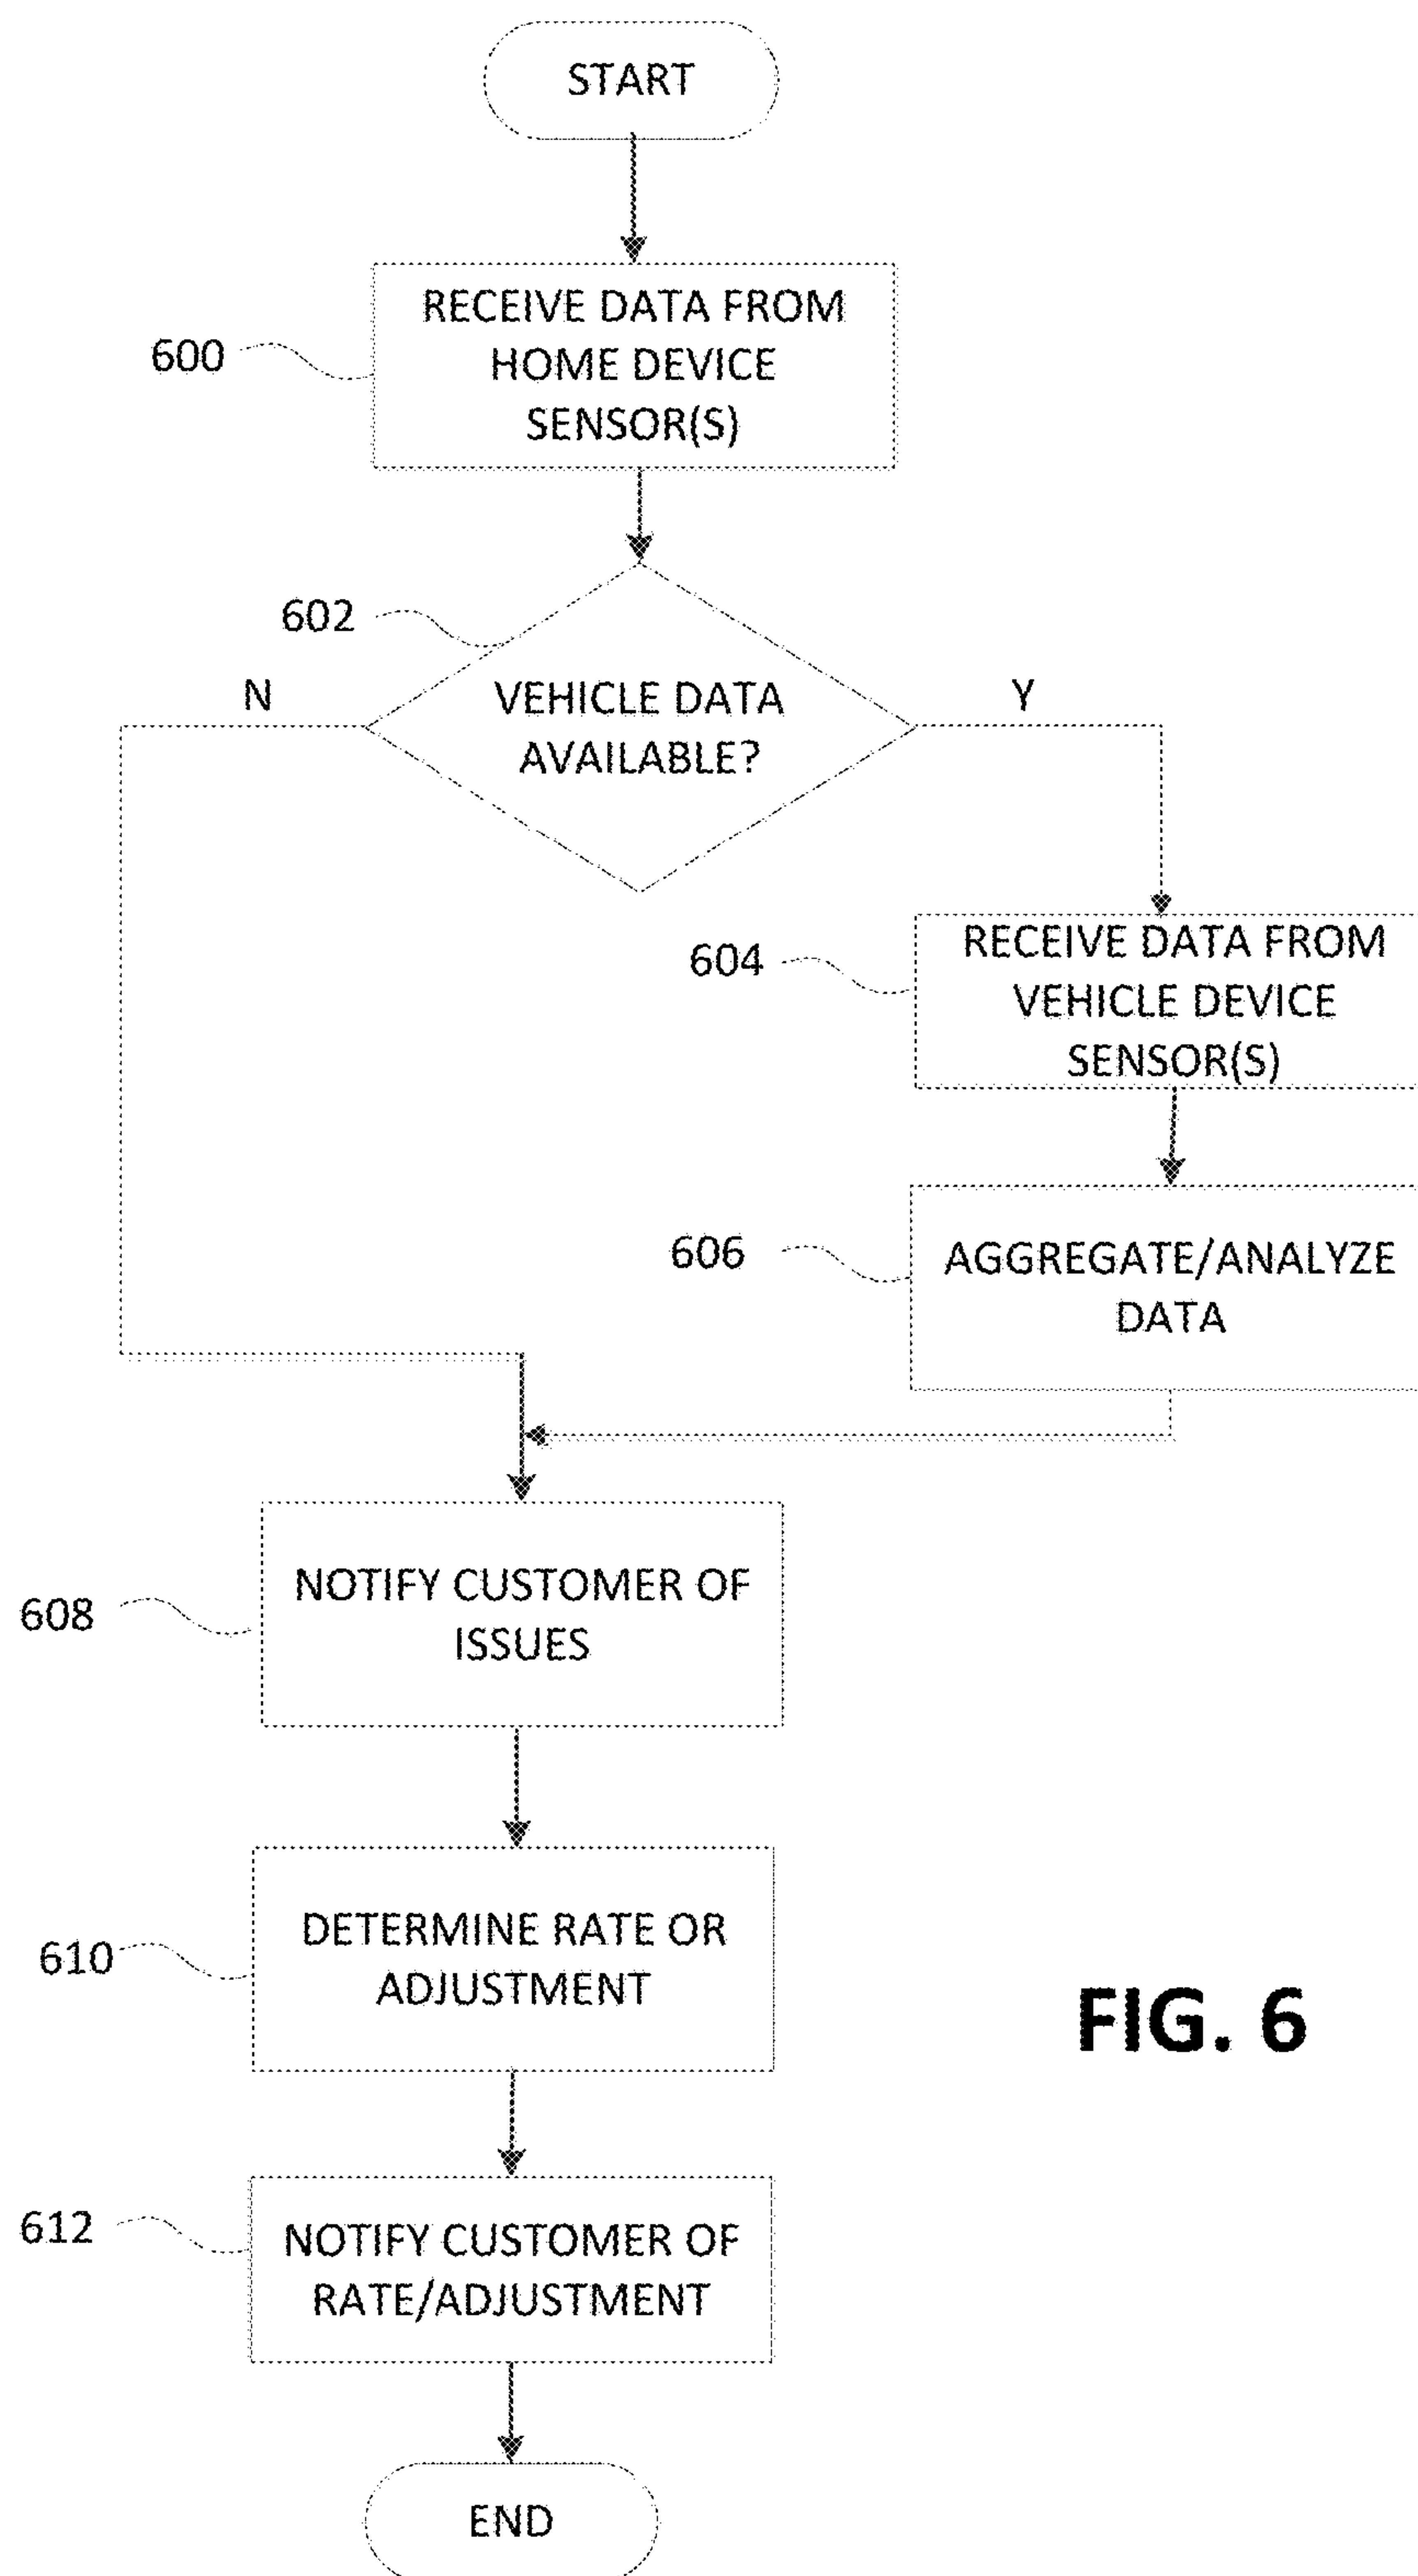 START
RECEIVE DATA FROM
HOME DEVICE
SENSOR(S)
600
602
N
VEHICLE DATA
AVAILABLE?
Y
604
RECEIVE DATA FROM
VEHICLE DEVICE
SENSOR(S)
606
AGGREGATE/ANALYZE
DATA
608
NOTIFY CUSTOMER OF
ISSUES
610
DETERMINE RATE OR
ADJUSTMENT
FIG. 6
612
NOTIFY CUSTOMER OF
RATE/ADJUSTMENT
END